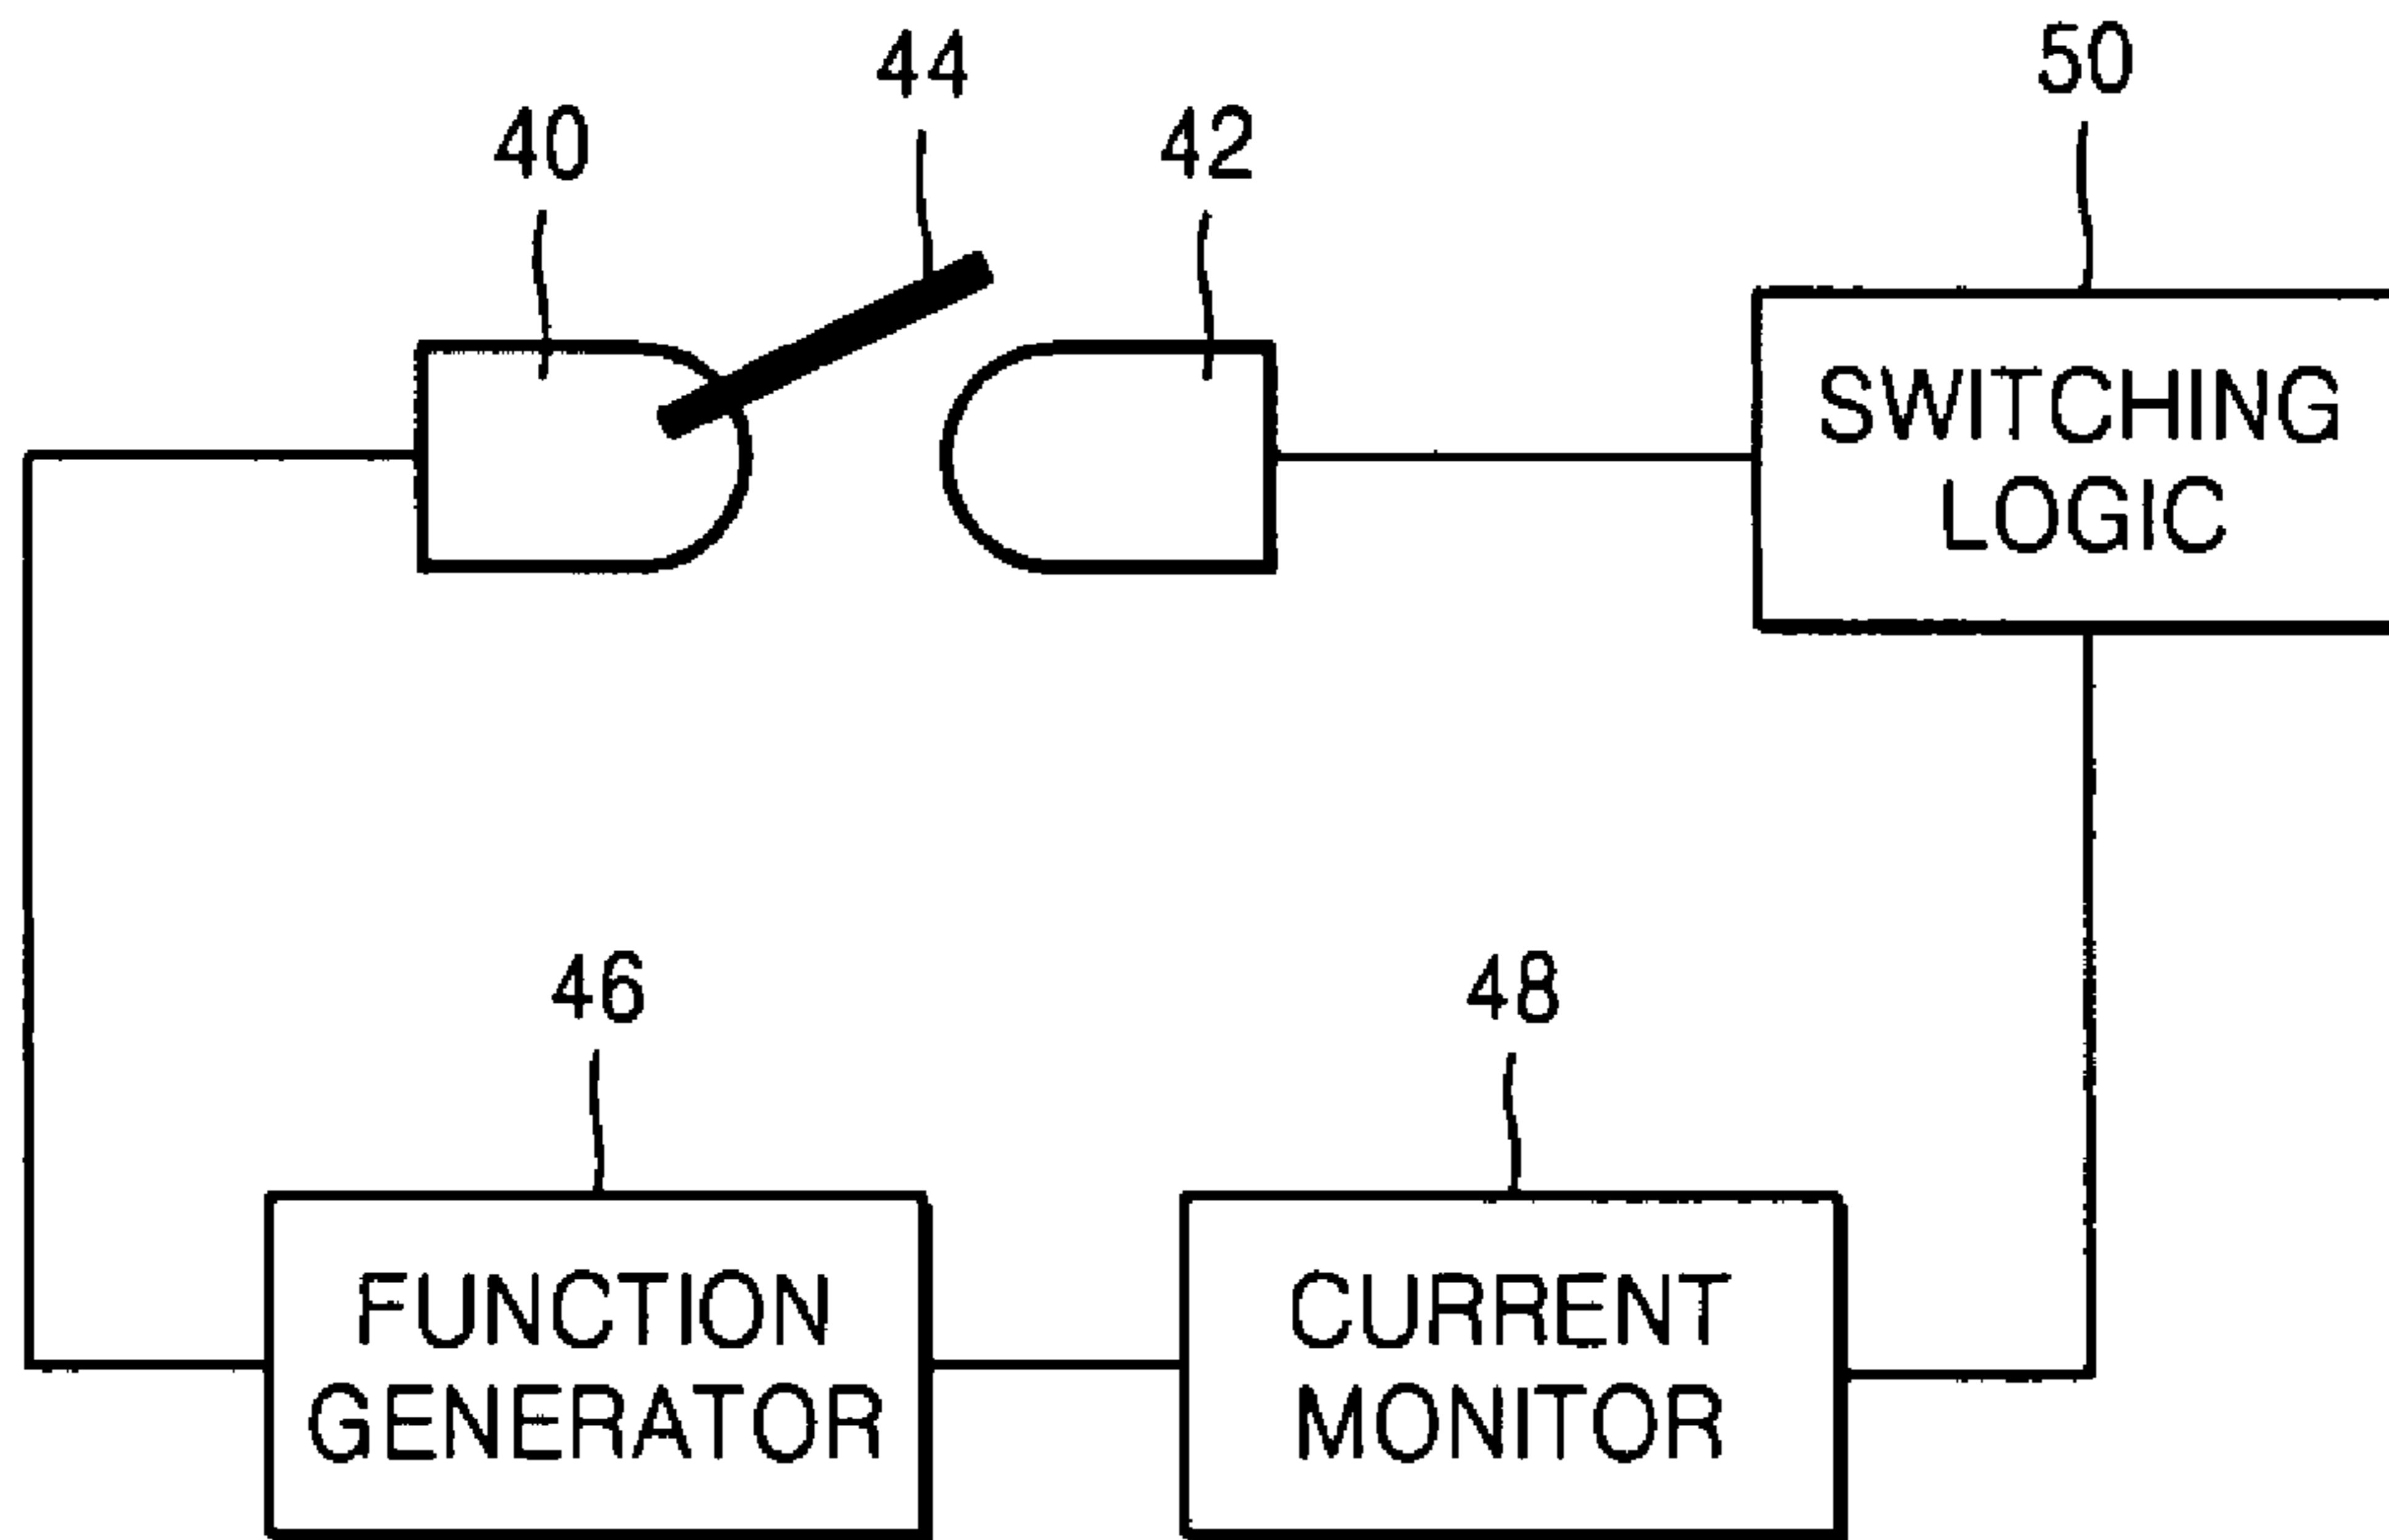 44
50
40
42
SWITCHING
LOGIC
46
48
FUNCTION
GENERATOR
CURRENT
MONITOR